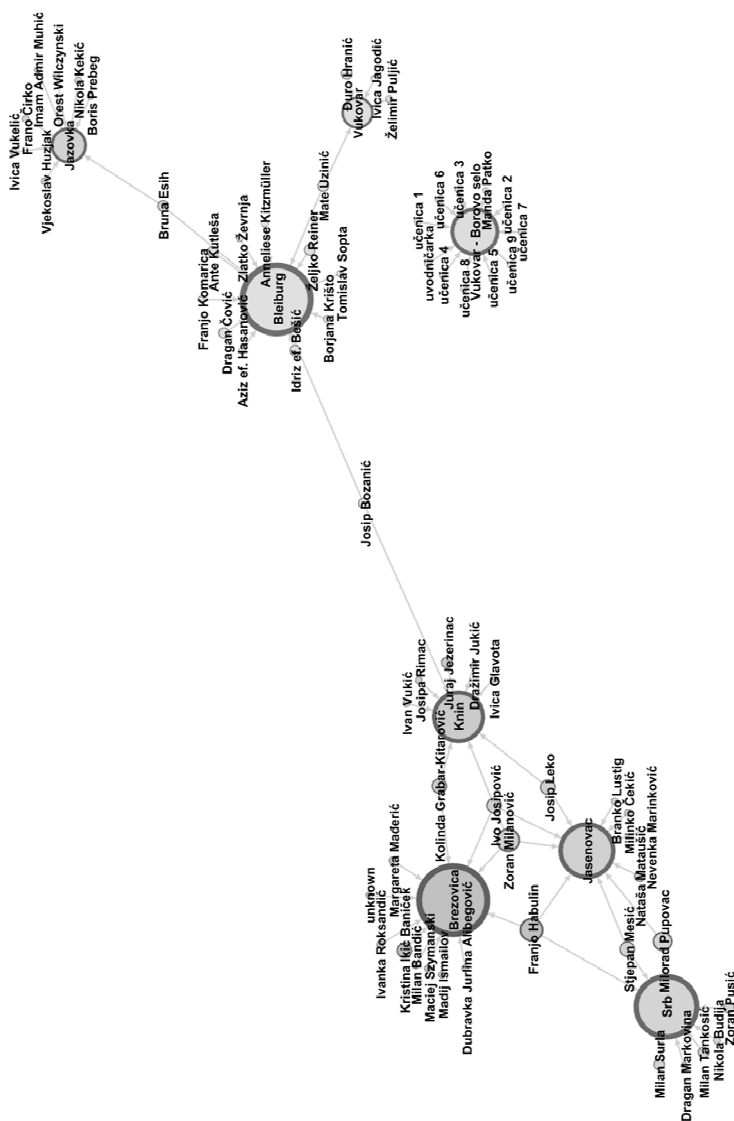 Ivica Vukelić
Vjekoslav Huzjak
Frano Čirko
Imam Admir Muhić
Jazovka
Orest Wilczynski
Nikola Kekić
Boris Prebeg
Bruna Esih
Franjo Komarica
Dragan Čović
Ante Kutleša
Aziz ef. Hasanović
Zlatko Ževrnja
Anneliese Kitzmüller
Bleiburg
Idriz ef. Bešić
Željko Reiner
Borjana Krišto
Tomislav Sopta
Mate Uzinić
Đuro Hranić
Vukovar
Ivica Jagodić
Želimir Puljić
učenica 1
uvodničarka
učenica 6
učenica 4
učenica 3
učenica 8
Vukovar - Borovo selo
Manda Patko
učenica 5
učenica 2
učenica 9
učenica 7
Josip Bozanić
Ivan Vukić
Josipa Rimac
Juraj Jezerinac
Knin
Dražimir Jukić
Ivica Glavota
Kolinda Grabar-Kitarović
Ivo Josipović
Zoran Milanović
Josip Leko
unknown
Margareta Mađerić
Ivanka Roksandić
Kristina Ikić Baniček
Milan Bandić
Maciej Szymanski
Madij Ismailov
Brezovica
Dubravka Jurlina Alibegović
Franjo Habulin
Jasenovac
Branko Lustig
Milinko Čekić
Nataša Mataušić
Nevenka Marinković
Stjepan Mesić
Milorad Pupovac
Srb
Milan Surla
Dragan Markovina
Milan Tankosić
Nikola Budija
Zoran Pusić